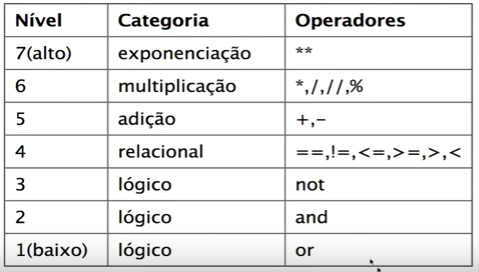 Nível Categoria Operadores
7(alto) exponenciação **
6 multiplicação *,/,//,%
5 adição +,-
4 relacional ==,!=,<=,>=,>,<
3 lógico not
2 lógico and
1(baixo) lógico or